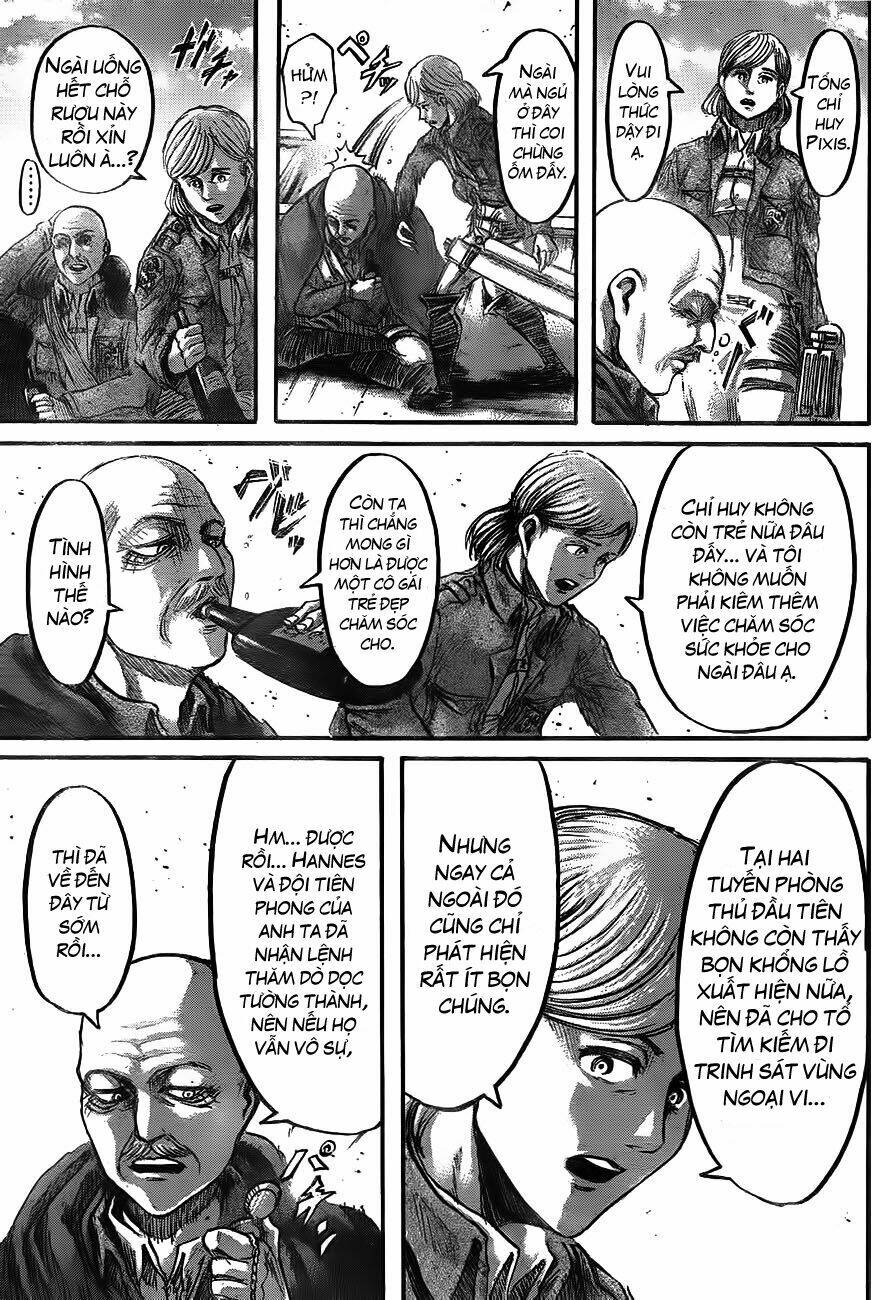 TỔNG
CHỈ
HUY
PIXIS.
VUI
LÒNG
THỨC
DẬY ĐI
Ạ.
NGÀI
MÀ NGỦ
Ở ĐÂY
THÌ COI
CHỪNG
ỐM ĐẤY.
HỬM
?!
NGÀI UỐNG
HẾT CHỖ
RƯỢU NÀY
RỒI XỈN
LUÔN À...?
......
CHỈ HUY KHÔNG
CÒN TRẺ NỮA ĐÂU
ĐẤY... VÀ TÔI
KHÔNG MUỐN
PHẢI KIÊM THÊM
VIỆC CHĂM SÓC
SỨC KHỎE CHO
NGÀI ĐÂU Ạ.
CÒN TA
THÌ CHẲNG
MONG GÌ
HƠN LÀ ĐƯỢC
MỘT CÔ GÁI
TRẺ ĐẸP
CHĂM SÓC
CHO.
TÌNH
HÌNH
THẾ
NÀO?
TẠI HAI
TUYẾN PHÒNG
THỦ ĐẦU TIÊN
KHÔNG CÒN THẤY
BỌN KHỔNG LỒ
XUẤT HIỆN NỮA,
NÊN ĐÃ CHO TỔ
TÌM KIẾM ĐI
TRINH SÁT VÙNG
NGOẠI VI...
NHƯNG
NGAY CẢ
NGOÀI ĐÓ
CŨNG CHỈ
PHÁT HIỆN
RẤT ÍT BỌN
CHÚNG.
HM... ĐƯỢC
RỒI... HANNES
VÀ ĐỘI TIÊN
PHONG CỦA
ANH TA ĐÃ
NHẬN LỆNH
THĂM DÒ DỌC
TƯỜNG THÀNH,
NÊN NẾU HỌ
VẪN VÔ SỰ,
THÌ ĐÃ
VỀ ĐẾN
ĐÂY TỪ
SỚM
RỒI...